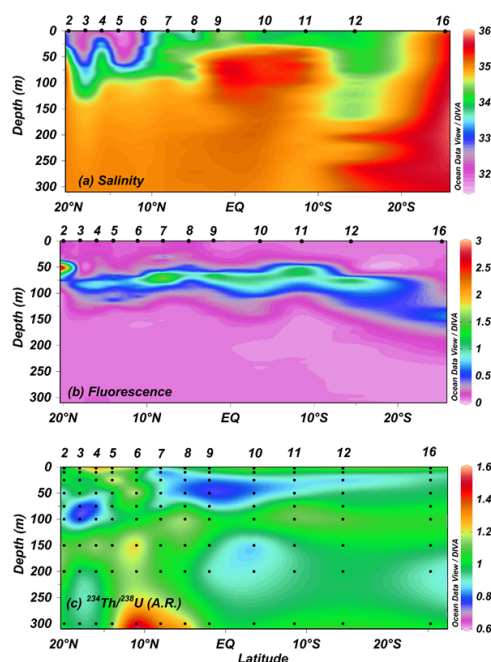 2 3 4 5 6 7 8 9 10 11 12 16
0
50
100
150
200
250
300
Depth (m)
(a) Salinity
20°N 10°N EQ 10°S 20°S
36
35
34
33
32
Ocean Data View / DIVA
2 3 4 5 6 7 8 9 10 11 12 16
0
50
100
150
200
250
300
Depth (m)
(b) Fluorescence
20°N 10°N EQ 10°S 20°S
3
2.5
2
1.5
1
0.5
0
Ocean Data View / DIVA
2 3 4 5 6 7 8 9 10 11 12 16
0
50
100
150
200
250
300
Depth (m)
(c) ²³⁴Th/²³⁸U (A.R.)
20°N 10°N EQ 10°S 20°S
Latitude
1.6
1.4
1.2
1
0.8
0.6
Ocean Data View / DIVA